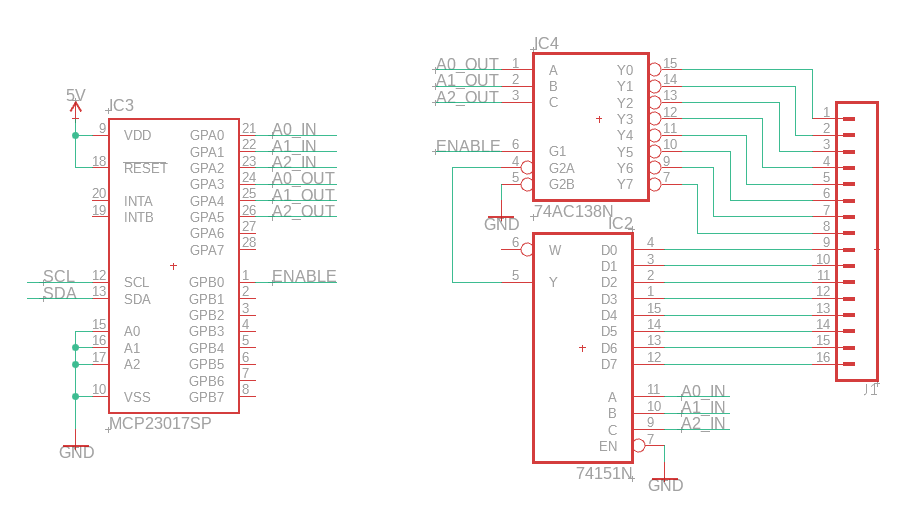 5V
IC3
9 VDD GPA0 21 A0_IN
GPA1 22 A1_IN
18 RESET GPA2 23 A2_IN
GPA3 24 A0_OUT
20 INTA GPA4 25 A1_OUT
19 INTB GPA5 26 A2_OUT
GPA6 27
GPA7 28
SCL 12 SCL GPB0 1 ENABLE
SDA 13 SDA GPB1 2
GPB2 3
15 A0 GPB3 4
16 A1 GPB4 5
17 A2 GPB5 6
GPB6 7
10 VSS GPB7 8
MCP23017SP
GND
IC4
A0_OUT 1 A Y0 15
A1_OUT 2 B Y1 14
A2_OUT 3 C Y2 13
Y3 12
Y4 11
ENABLE 6 G1 Y5 10
4 G2A Y6 9
5 G2B Y7 7
74AC138N
GND
IC2
6 W D0 4
D1 3
5 Y D2 2
D3 1
D4 15
D5 14
D6 13
D7 12
A 11 A0_IN
B 10 A1_IN
C 9 A2_IN
EN 7
74151N
GND
1
2
3
4
5
6
7
8
9
10
11
12
13
14
15
16
J1